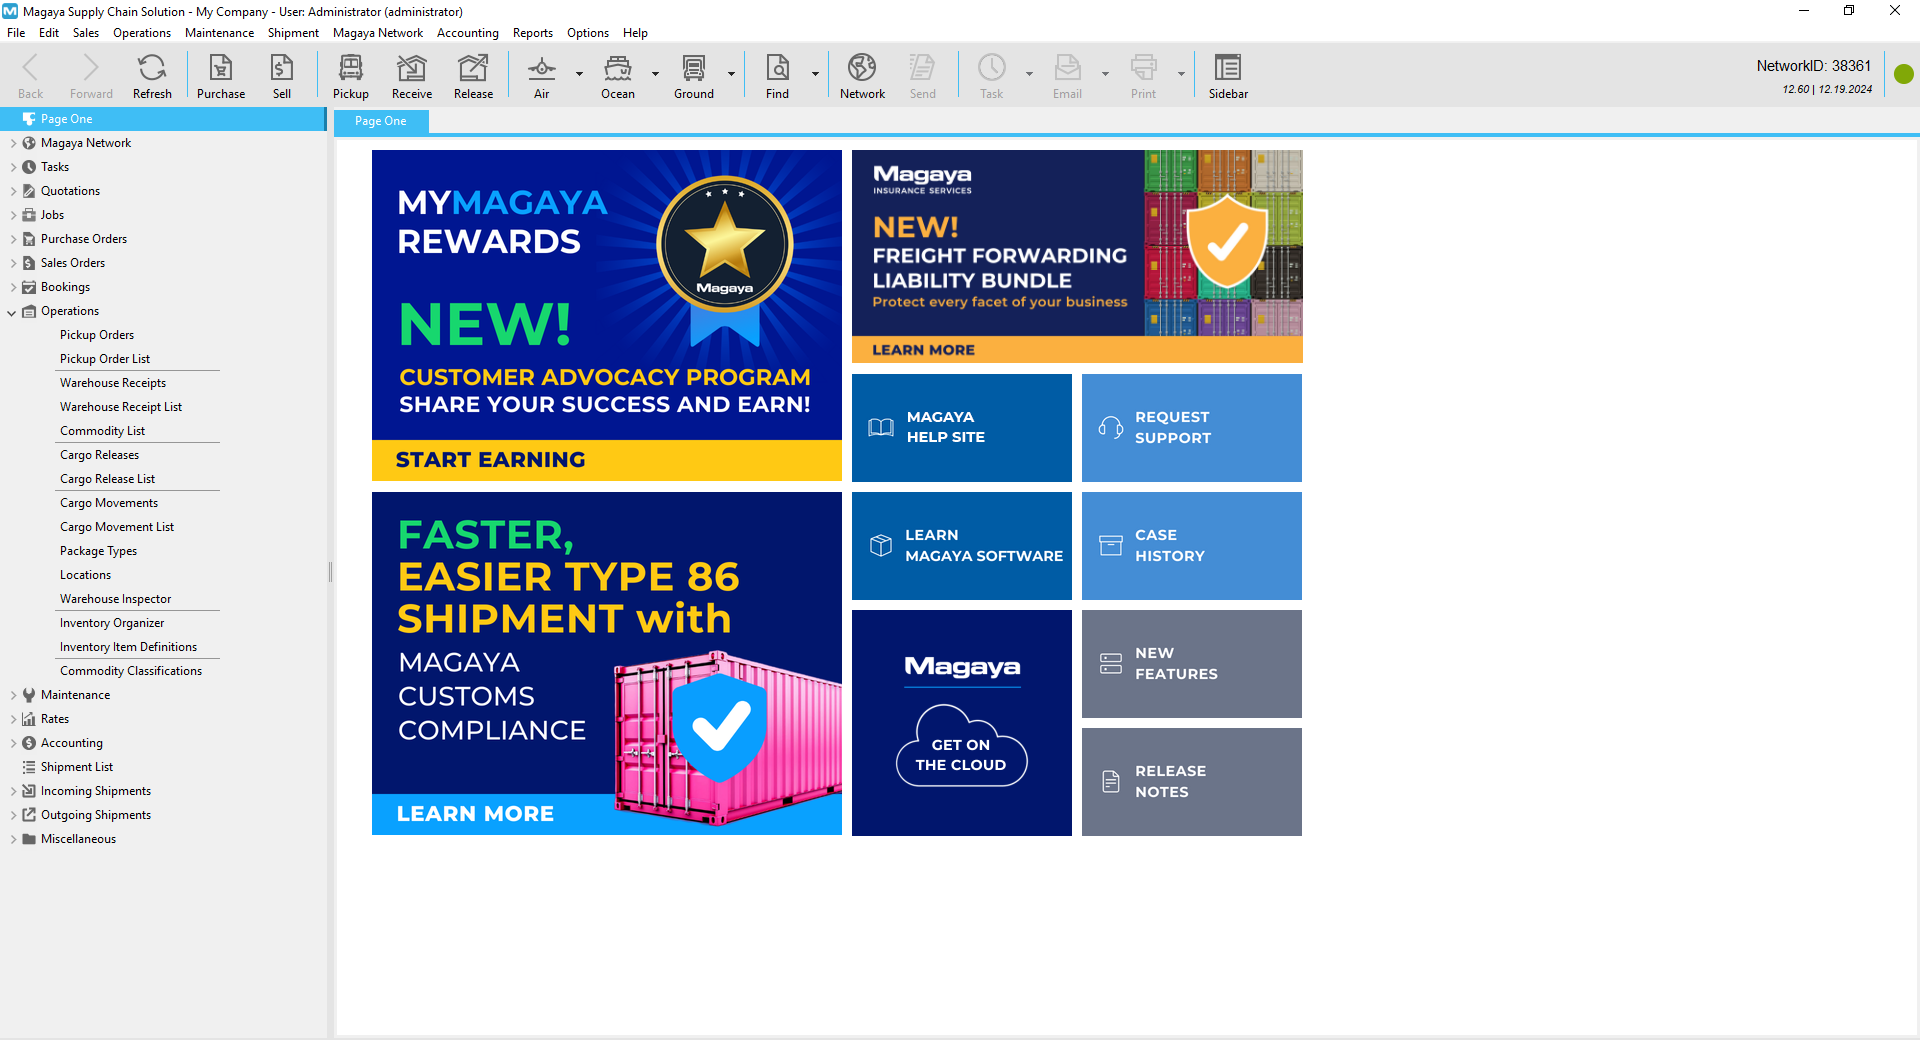 Magaya Supply Chain Solution - My Company - User: Administrator (administrator)
File Edit Sales Operations Maintenance Shipment Magaya Network Accounting Reports Options Help
Back Forward Refresh Purchase Sell Pickup Receive Release Air Ocean Ground Find Network Send Task Email Print Sidebar
NetworkID: 38361
12.60 | 12.19.2024
Page One
Magaya Network
Tasks
Quotations
Jobs
Purchase Orders
Sales Orders
Bookings
Operations
Pickup Orders
Pickup Order List
Warehouse Receipts
Warehouse Receipt List
Commodity List
Cargo Releases
Cargo Release List
Cargo Movements
Cargo Movement List
Package Types
Locations
Warehouse Inspector
Inventory Organizer
Inventory Item Definitions
Commodity Classifications
Maintenance
Rates
Accounting
Shipment List
Incoming Shipments
Outgoing Shipments
Miscellaneous
Page One
MYMAGAYA
REWARDS
Magaya
NEW!
CUSTOMER ADVOCACY PROGRAM
SHARE YOUR SUCCESS AND EARN!
START EARNING
Magaya
INSURANCE SERVICES
NEW!
FREIGHT FORWARDING
LIABILITY BUNDLE
Protect every facet of your business
LEARN MORE
MAGAYA
HELP SITE
REQUEST
SUPPORT
FASTER,
EASIER TYPE 86
SHIPMENT with
MAGAYA
CUSTOMS
COMPLIANCE
LEARN MORE
LEARN
MAGAYA SOFTWARE
CASE
HISTORY
Magaya
GET ON
THE CLOUD
NEW
FEATURES
RELEASE
NOTES